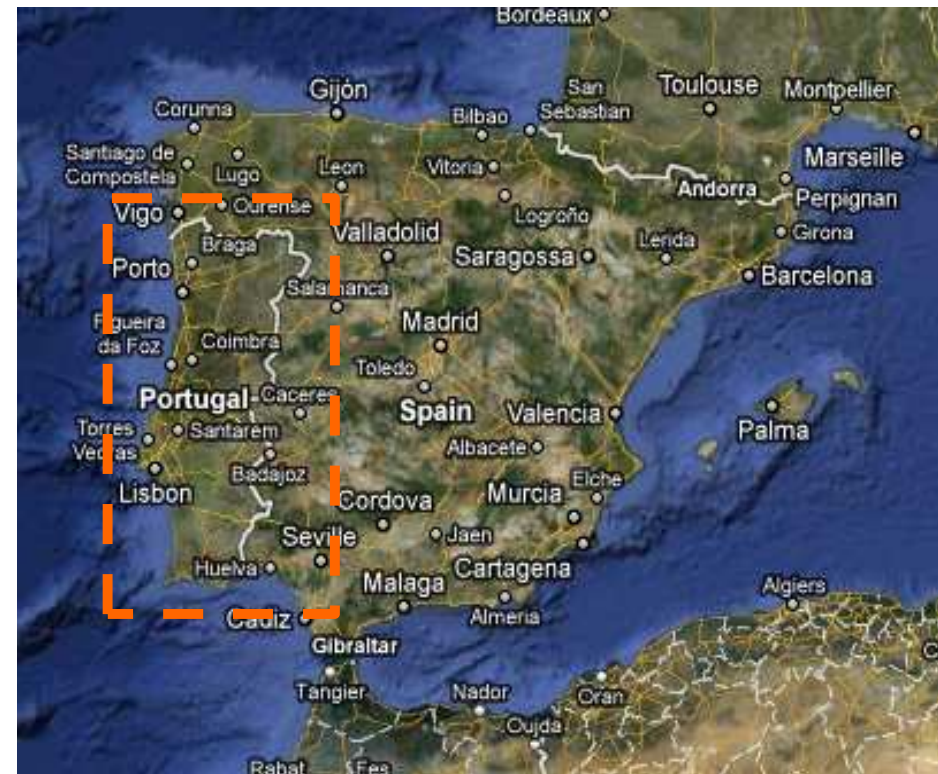 Bordeaux
Gijón
San
Sebastian
Toulouse
Montpellier
Corunna
Bilbao
Marseille
Santiago de
Compostela
Lugo
Leon
Vitoria
Andorra
Perpignan
Vigo
Ourense
Logroño
Valladolid
Lerida
Girona
Braga
Saragossa
Porto
Barcelona
Salamanca
Figueira
da Foz
Coimbra
Madrid
Toledo
Portugal
Caceres
Spain
Valencia
Palma
Torres
Vedras
Santarem
Albacete
Badajoz
Elche
Lisbon
Cordova
Murcia
Seville
Jaen
Huelva
Malaga
Cartagena
Almeria
Algiers
Cadiz
Gibraltar
Tangier
Nador
Oran
Oujda
Rabat
Fes
C